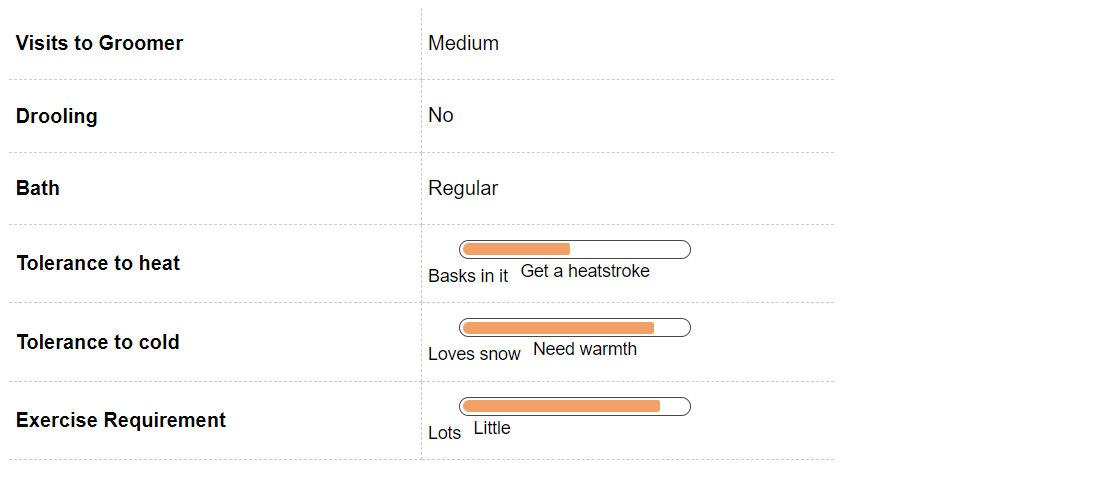 Visits to Groomer Medium
Drooling No
Bath Regular
Tolerance to heat Basks in it Get a heatstroke
Tolerance to cold Loves snow Need warmth
Exercise Requirement Lots Little